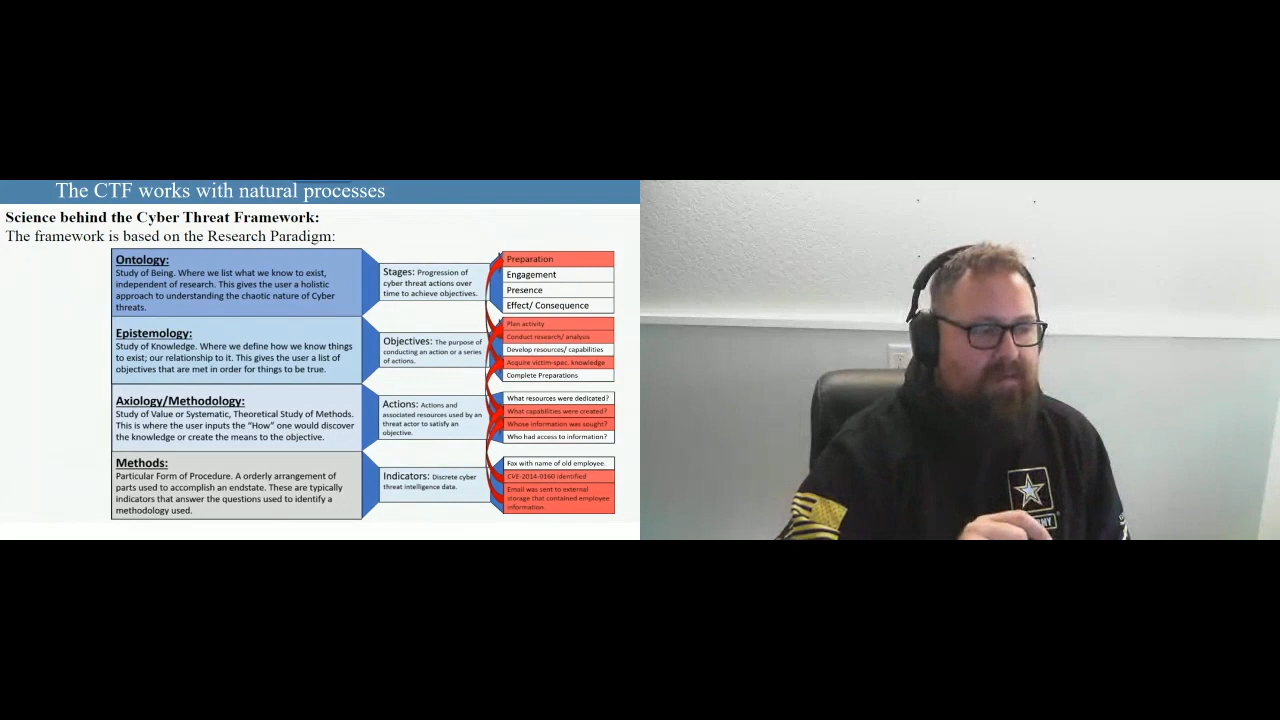 The CTF works with natural processes
Science behind the Cyber Threat Framework:
The framework is based on the Research Paradigm:
Ontology:
Study of Being. Where we list what we know to exist,
independent of research. This gives the user a holistic
approach to understanding the chaotic nature of Cyber
threats.
Epistemology:
Study of Knowledge. Where we define how we know things
to exist; our relationship to it. This gives the user a list of
objectives that are met in order for things to be true.
Axiology/Methodology:
Study of Value or Systematic, Theoretical Study of Methods.
This is where the user inputs the “How” one would discover
the knowledge or create the means to the objective.
Methods:
Particular Form of Procedure. A orderly arrangement of
parts used to accomplish an endstate. These are typically
indicators that answer the questions used to identify a
methodology used.
Stages: Progression of
cyber threat actions over
time to achieve objectives.
Objectives: The purpose of
conducting an action or a series
of actions.
Actions: Actions and
associated resources used by an
threat actor to satisfy an
objective.
Indicators: Discrete cyber
threat intelligence data.
Preparation
Engagement
Presence
Effect/ Consequence
Plan activity
Conduct research/ analysis
Develop resources/ capabilities
Acquire victim-spec. knowledge
Complete Preparations
What resources were dedicated?
What capabilities were created?
Whose information was sought?
Who had access to information?
Fax with name of old employee.
CVE-2014-0160 identified
Email was sent to external
storage that contained employee
information.